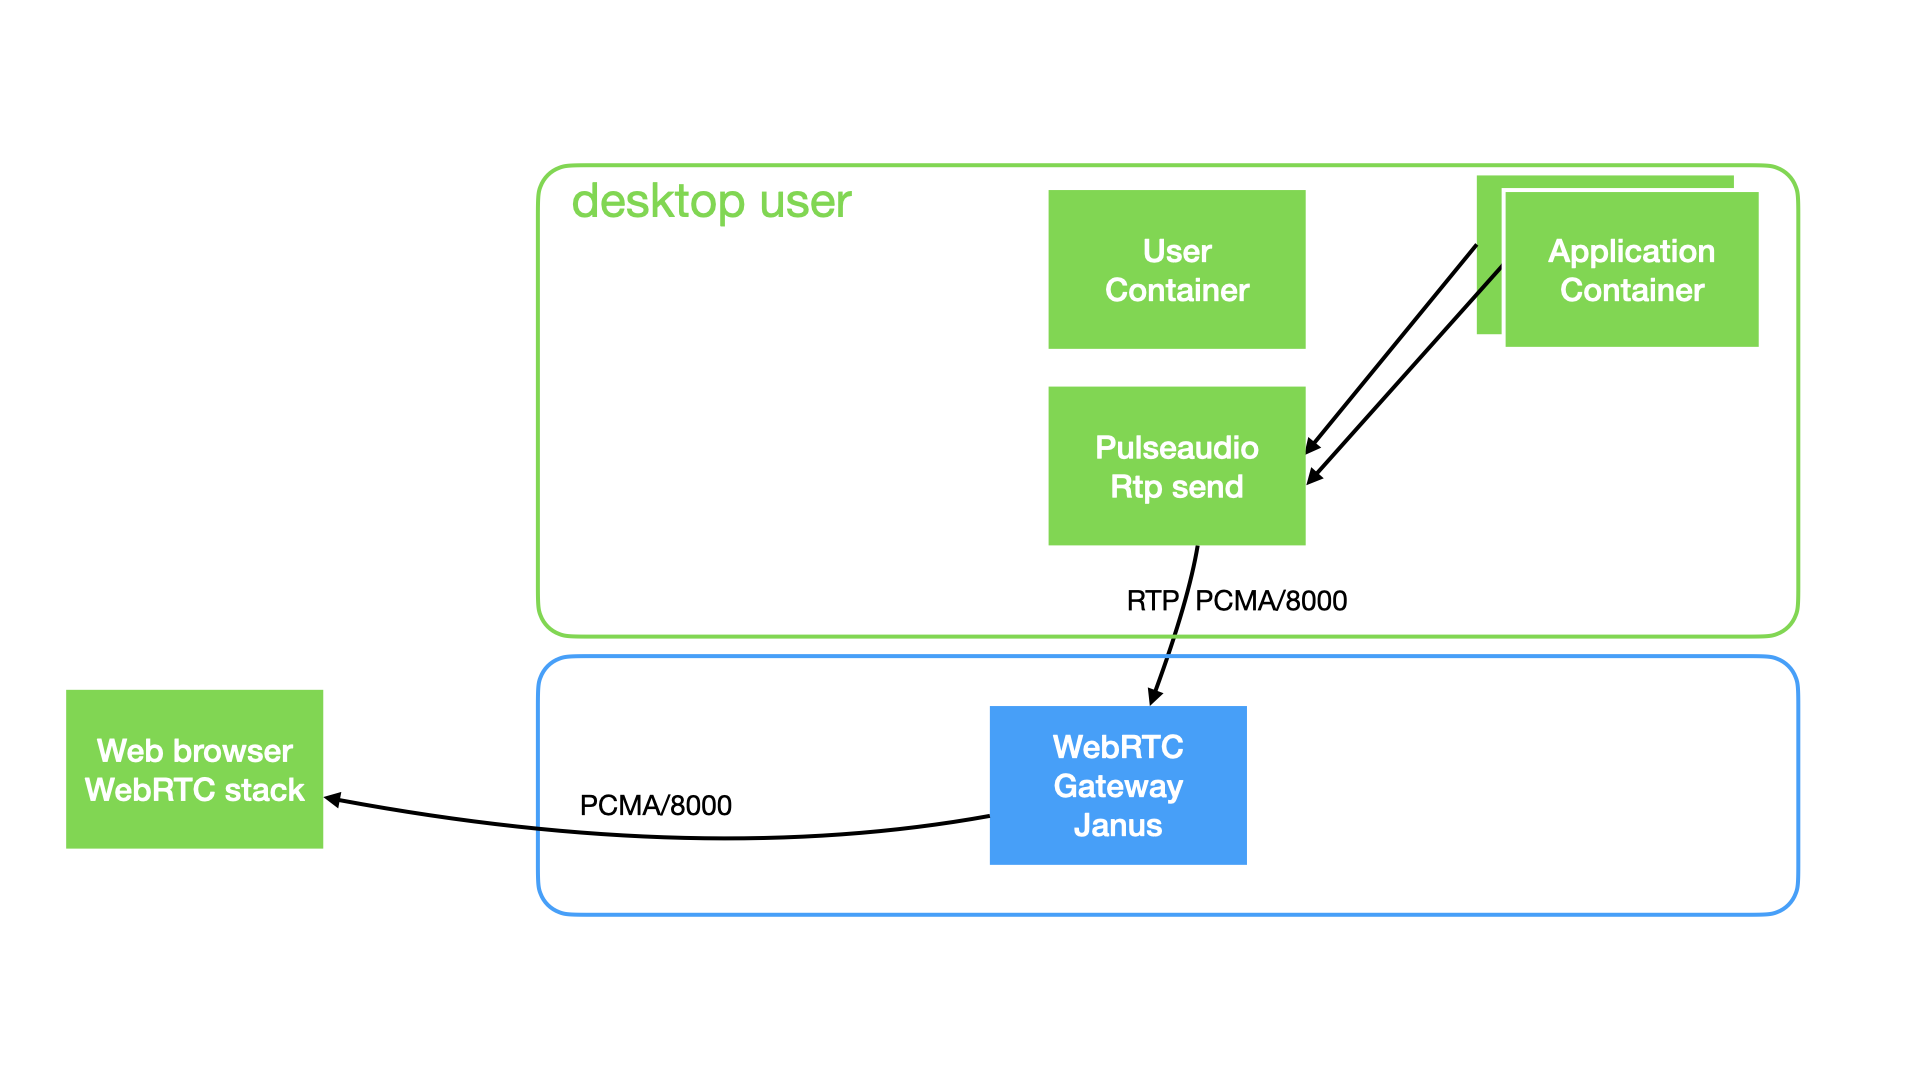 desktop user
User
Container
Application
Container
Pulseaudio
Rtp send
RTP PCMA/8000
Web browser
WebRTC stack
PCMA/8000
WebRTC
Gateway
Janus